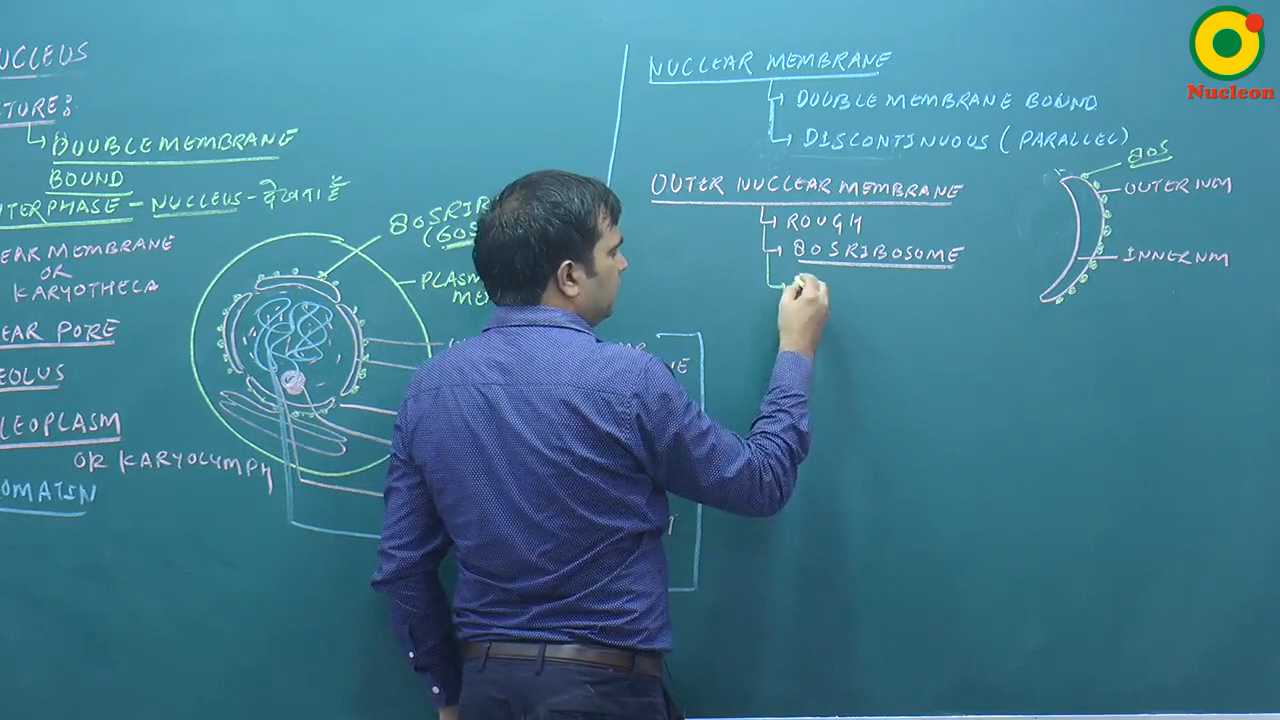 UCLEUS
TURE:
DOUBLE MEMBRANE
BOUND
TERPHASE - NUCLEUS - देखता हूँ
EAR MEMBRANE
OR
KARYOTHECA
EAR PORE
EOLUS
LEOPLASM
OR KARYOLYMPH
OMATIN
80S RIB
(60S
PLASM
ME
NUCLEAR MEMBRANE
DOUBLE MEMBRANE BOUND
DISCONTINUOUS (PARALLEL)
OUTER NUCLEAR MEMBRANE
ROUGH
80S RIBOSOME
80S
OUTER NM
INNER NM
Nucleon